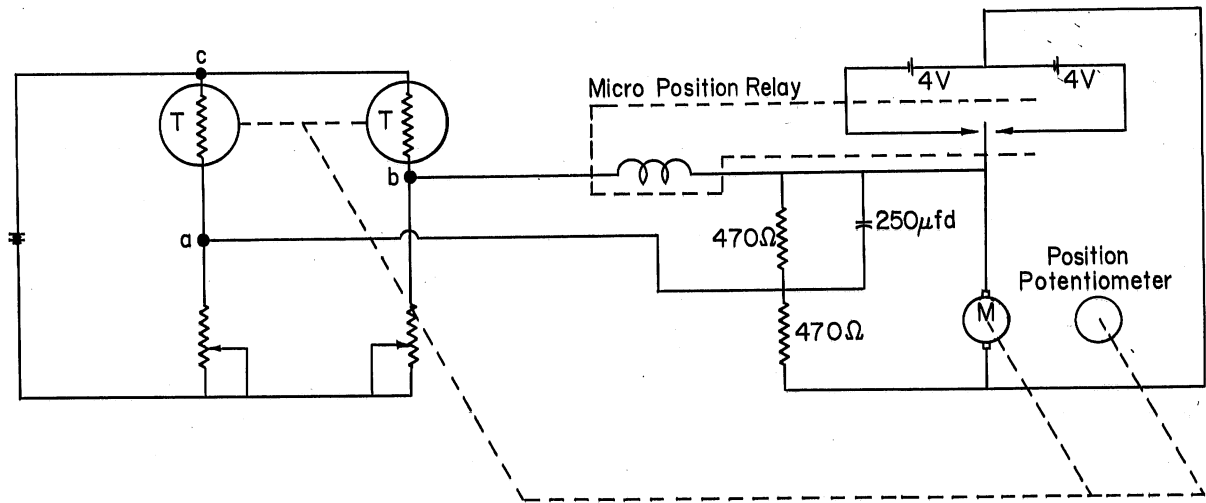 c
T
T
b
a
Micro Position Relay
4V
4V
470Ω
250µfd
470Ω
M
Position
Potentiometer